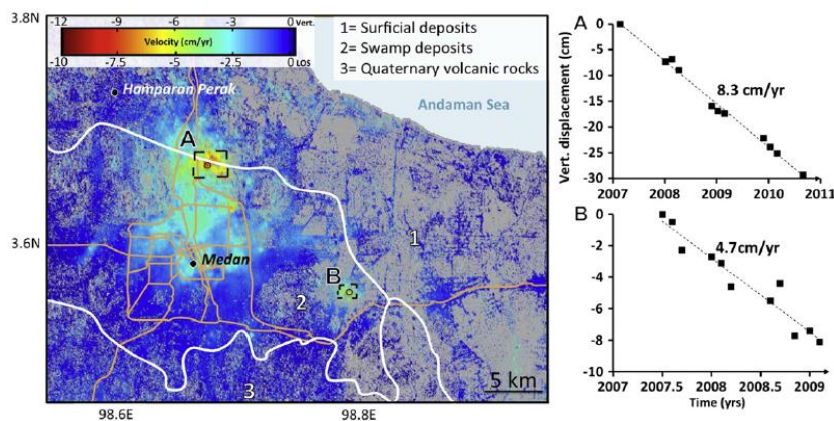 3.8N
-12 -9 -6 -3 0 Vert.
Velocity (cm/yr)
-10 -7.5 -5 -2.5 0 LOS
1= Surficial deposits
2= Swamp deposits
3= Quaternary volcanic rocks
Hamparan Perak
Andaman Sea
A
3.6N
Medan
B
1
2
3
5 km
98.6E
98.8E
A
Vert. displacement (cm)
0
-5
-10
-15
-20
-25
-30
8.3 cm/yr
2007 2008 2009 2010 2011
B
0
-2
-4
-6
-8
-10
4.7cm/yr
2007 2007.5 2008 2008.5 2009
Time (yrs)